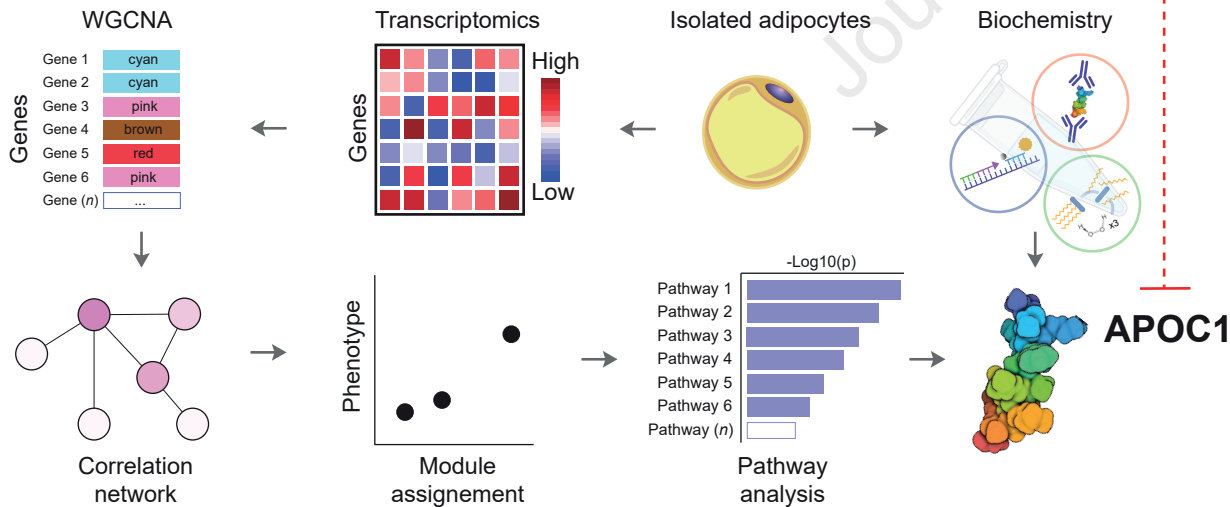 WGCNA
Genes
Gene 1
cyan
Gene 2
cyan
Gene 3
pink
Gene 4
brown
Gene 5
red
Gene 6
pink
Gene (n)
...
Transcriptomics
Genes
High
Low
Isolated adipocytes
Jou
Biochemistry
H
H
x3
Correlation
network
Phenotype
Module
assignement
-Log10(p)
Pathway 1
Pathway 2
Pathway 3
Pathway 4
Pathway 5
Pathway 6
Pathway (n)
Pathway
analysis
APOC1